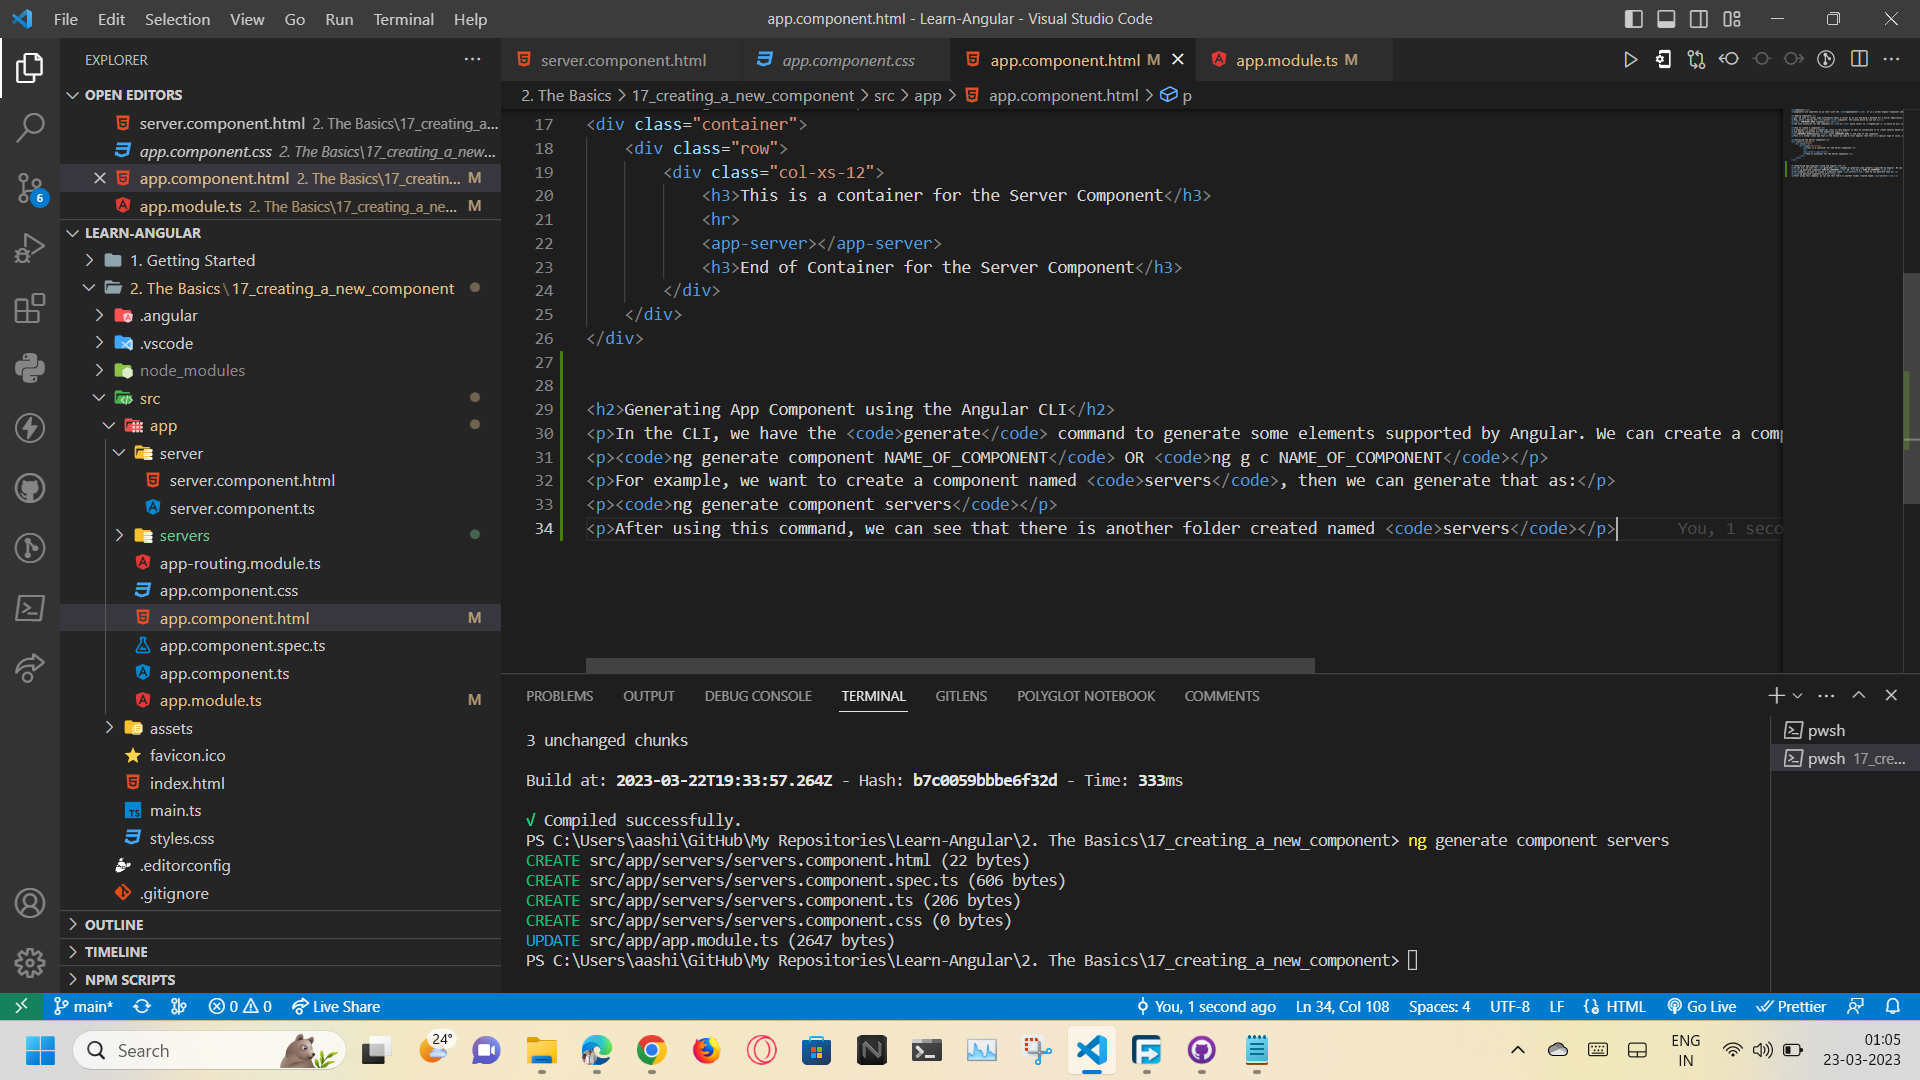 File Edit Selection View Go Run Terminal Help
app.component.html - Learn-Angular - Visual Studio Code
EXPLORER
OPEN EDITORS
server.component.html 2. The Basics\17_creating_a...
app.component.css 2. The Basics\17_creating_a_new...
app.component.html 2. The Basics\17_creatin... M
app.module.ts 2. The Basics\17_creating_a_ne... M
LEARN-ANGULAR
1. Getting Started
2. The Basics\17_creating_a_new_component
.angular
.vscode
node_modules
src
app
server
server.component.html
server.component.ts
servers
app-routing.module.ts
app.component.css
app.component.html M
app.component.spec.ts
app.component.ts
app.module.ts M
assets
favicon.ico
index.html
main.ts
styles.css
.editorconfig
.gitignore
OUTLINE
TIMELINE
NPM SCRIPTS
6
server.component.html app.component.css app.component.html M app.module.ts M
2. The Basics > 17_creating_a_new_component > src > app > app.component.html > p
17 <div class="container">
18 <div class="row">
19 <div class="col-xs-12">
20 <h3>This is a container for the Server Component</h3>
21 <hr>
22 <app-server></app-server>
23 <h3>End of Container for the Server Component</h3>
24 </div>
25 </div>
26 </div>
27
28
29 <h2>Generating App Component using the Angular CLI</h2>
30 <p>In the CLI, we have the <code>generate</code> command to generate some elements supported by Angular. We can create a com
31 <p><code>ng generate component NAME_OF_COMPONENT</code> OR <code>ng g c NAME_OF_COMPONENT</code></p>
32 <p>For example, we want to create a component named <code>servers</code>, then we can generate that as:</p>
33 <p><code>ng generate component servers</code></p>
34 <p>After using this command, we can see that there is another folder created named <code>servers</code></p> You, 1 seco
PROBLEMS OUTPUT DEBUG CONSOLE TERMINAL GITLENS POLYGLOT NOTEBOOK COMMENTS
3 unchanged chunks
Build at: 2023-03-22T19:33:57.264Z - Hash: b7c0059bbbe6f32d - Time: 333ms
√ Compiled successfully.
PS C:\Users\aashi\GitHub\My Repositories\Learn-Angular\2. The Basics\17_creating_a_new_component> ng generate component servers
CREATE src/app/servers/servers.component.html (22 bytes)
CREATE src/app/servers/servers.component.spec.ts (606 bytes)
CREATE src/app/servers/servers.component.ts (206 bytes)
CREATE src/app/servers/servers.component.css (0 bytes)
UPDATE src/app/app.module.ts (2647 bytes)
PS C:\Users\aashi\GitHub\My Repositories\Learn-Angular\2. The Basics\17_creating_a_new_component>
pwsh
pwsh 17_cre...
main* 0 0 Live Share You, 1 second ago Ln 34, Col 108 Spaces: 4 UTF-8 LF HTML Go Live Prettier
Search
24°
ENG
IN
01:05
23-03-2023